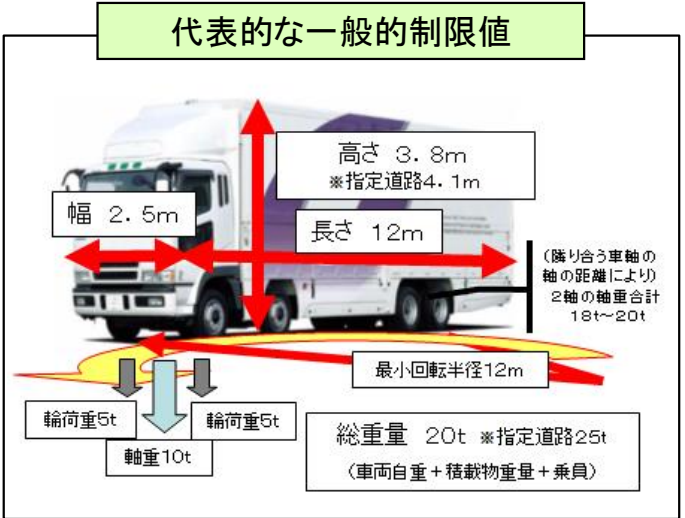 代表的な一般的制限値
高さ 3.8m
※指定道路4.1m
幅 2.5m
長さ 12m
(隣り合う車軸の
軸の距離により)
2軸の軸重合計
18t～20t
最小回転半径12m
輪荷重5t
輪荷重5t
軸重10t
総重量 20t ※指定道路25t
(車両自重＋積載物重量＋乗員)